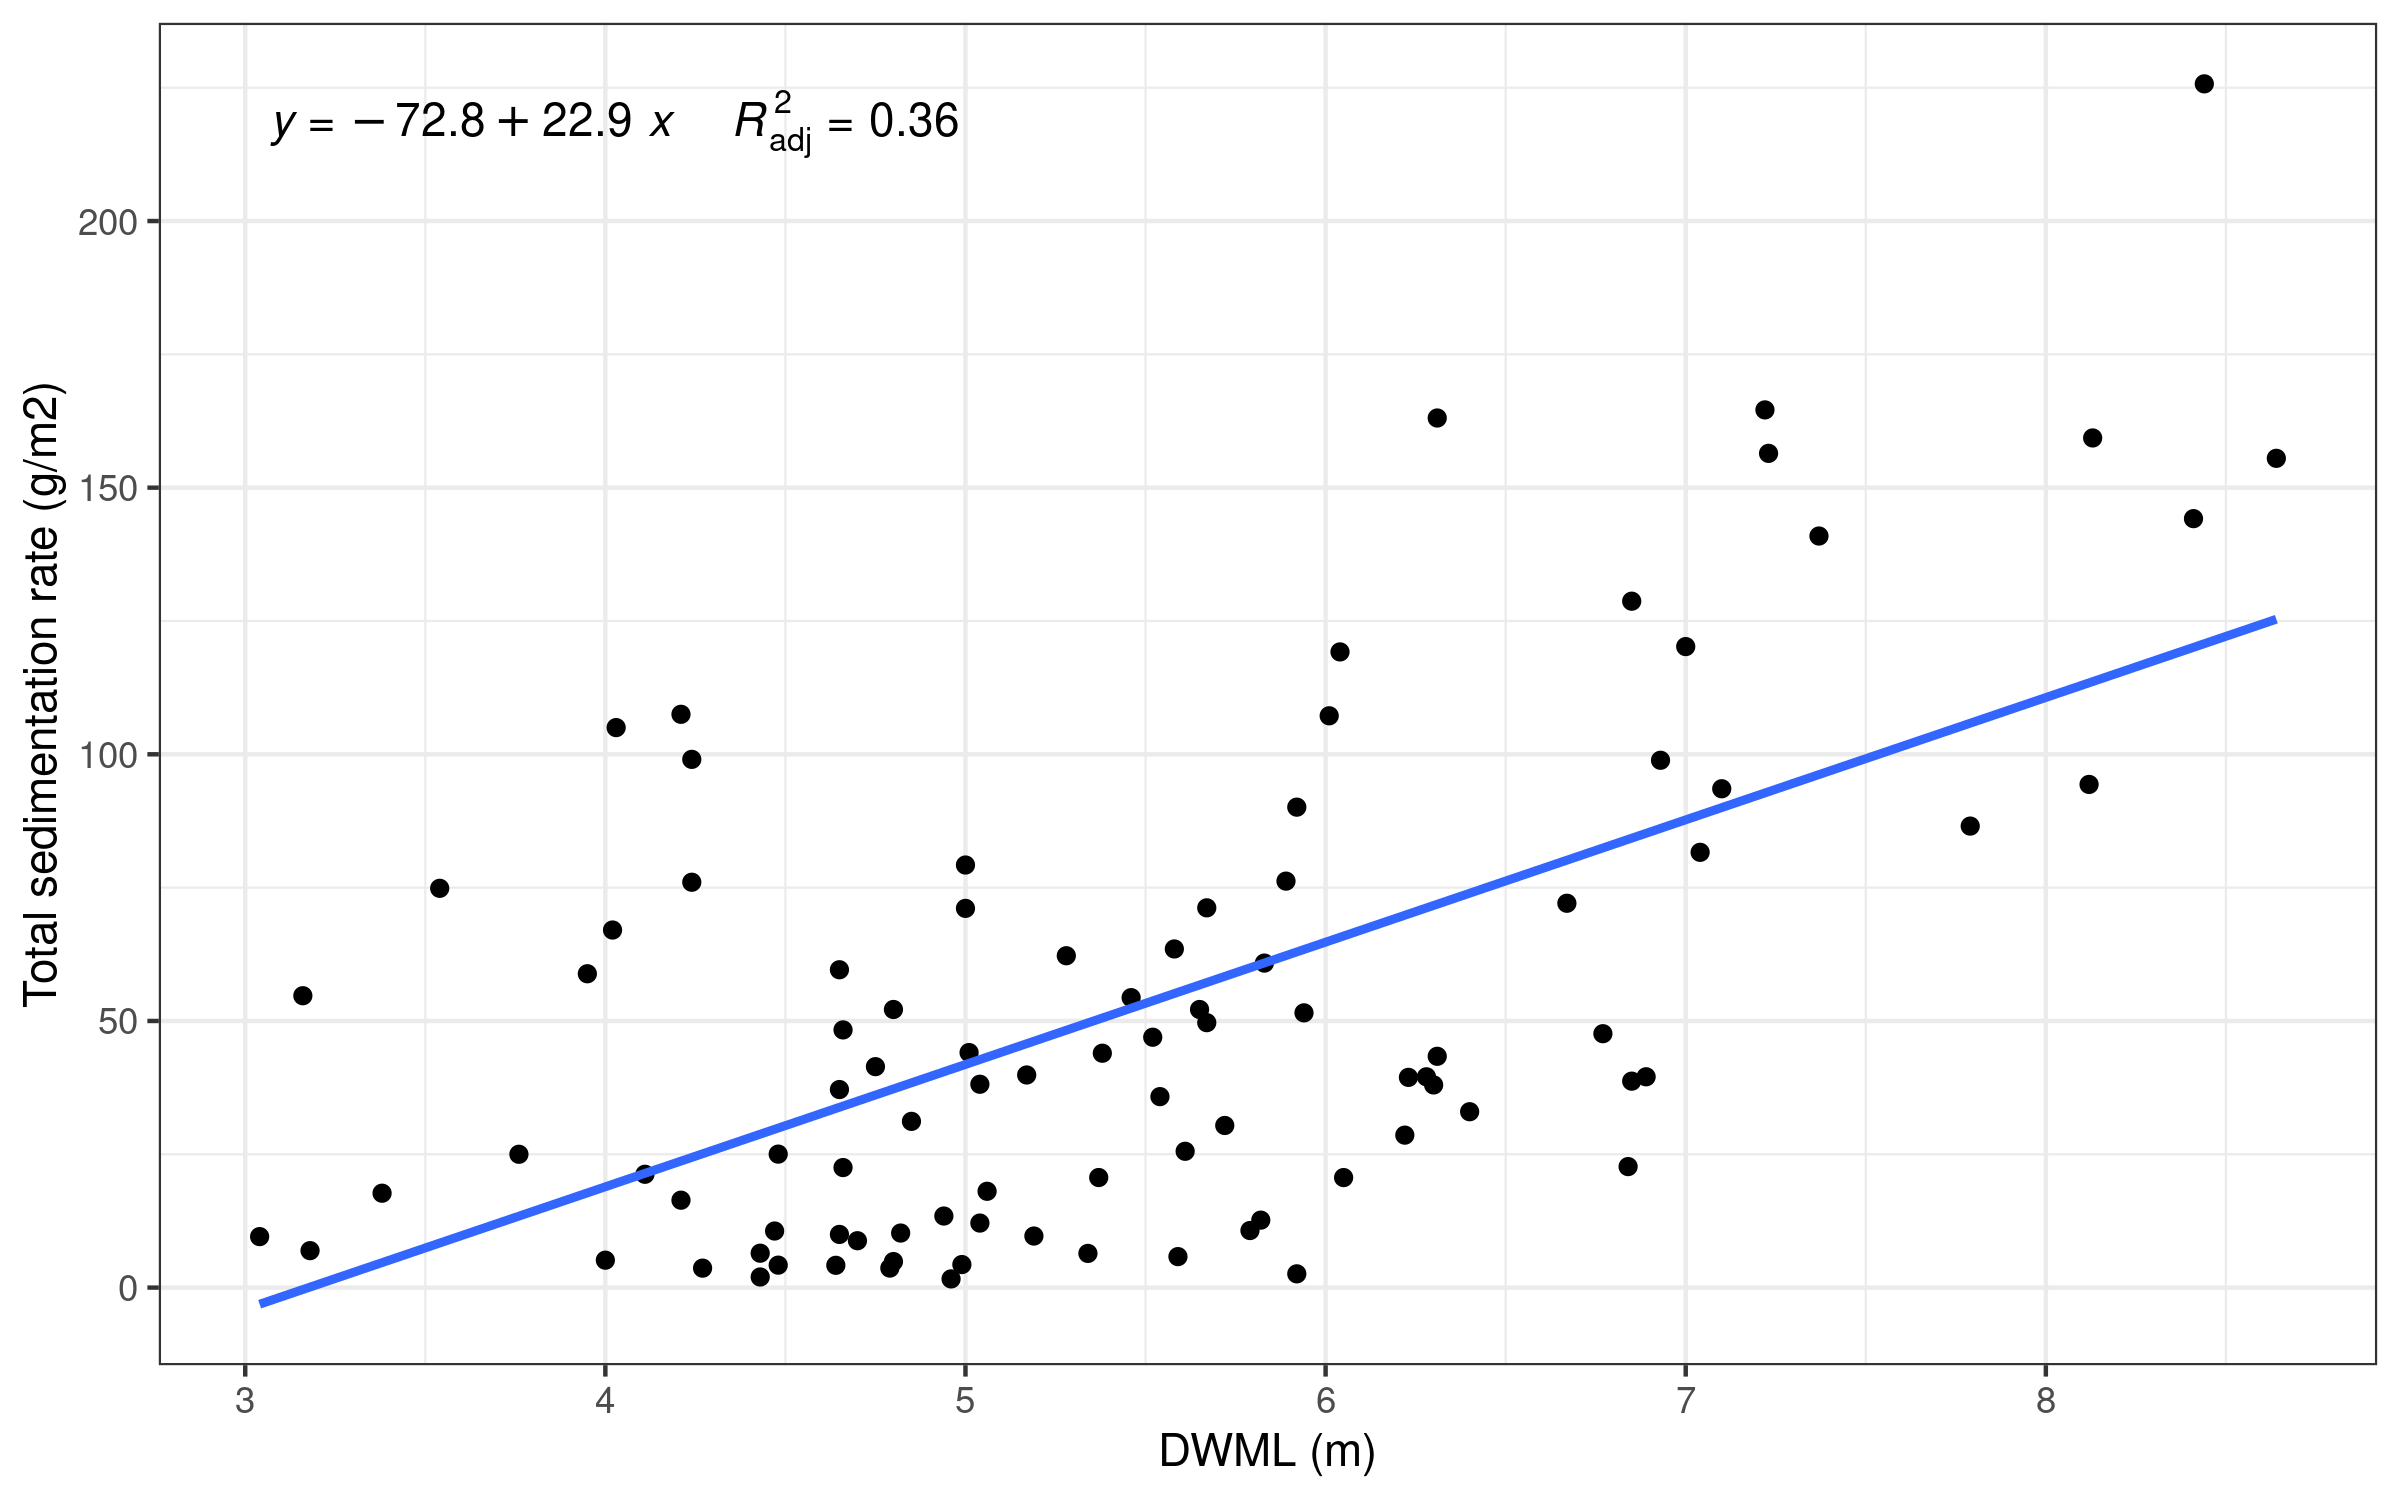 y = −72.8 + 22.9 x R²adj = 0.36
200
150
100
50
0
Total sedimentation rate (g/m2)
3 4 5 6 7 8
DWML (m)